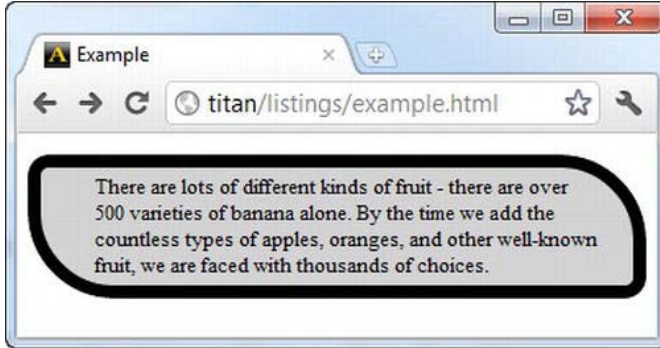 Example
titan/listings/example.html
There are lots of different kinds of fruit - there are over
500 varieties of banana alone. By the time we add the
countless types of apples, oranges, and other well-known
fruit, we are faced with thousands of choices.